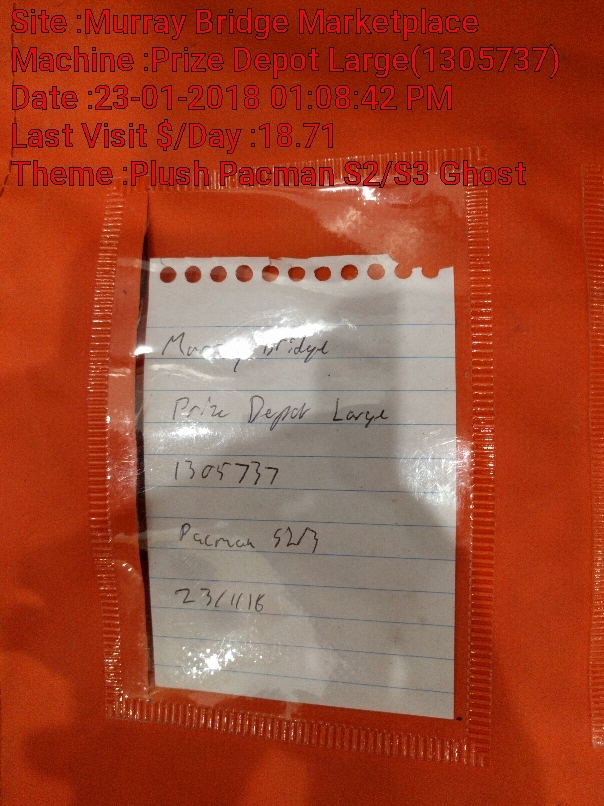 Site :Murray Bridge Marketplace
Machine :Prize Depot Large(1305737)
Date :23-01-2018 01:08:42 PM
Last Visit $/Day :18.71
Theme :Plush Pacman S2/S3 Ghost
Murray Bridge
Prize Depot Large
1305737
Pacman S2/3
23/1/18